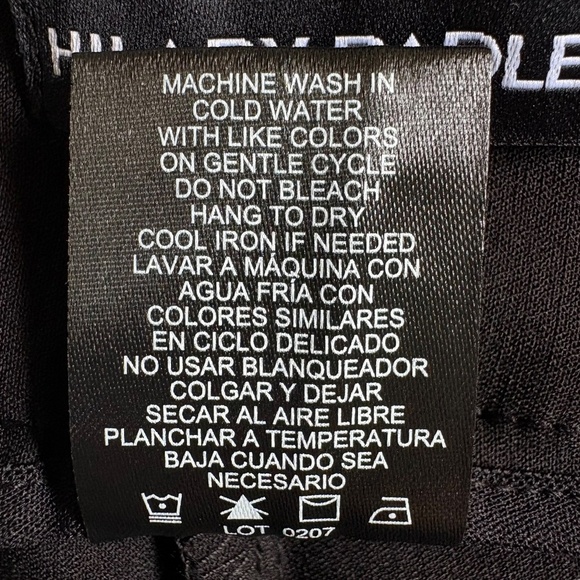 MACHINE WASH IN
COLD WATER
WITH LIKE COLORS
ON GENTLE CYCLE
DO NOT BLEACH
HANG TO DRY
COOL IRON IF NEEDED
LAVAR A MÁQUINA CON
AGUA FRÍA CON
COLORES SIMILARES
EN CICLO DELICADO
NO USAR BLANQUEADOR
COLGAR Y DEJAR
SECAR AL AIRE LIBRE
PLANCHAR A TEMPERATURA
BAJA CUANDO SEA
NECESARIO
LOT 0207